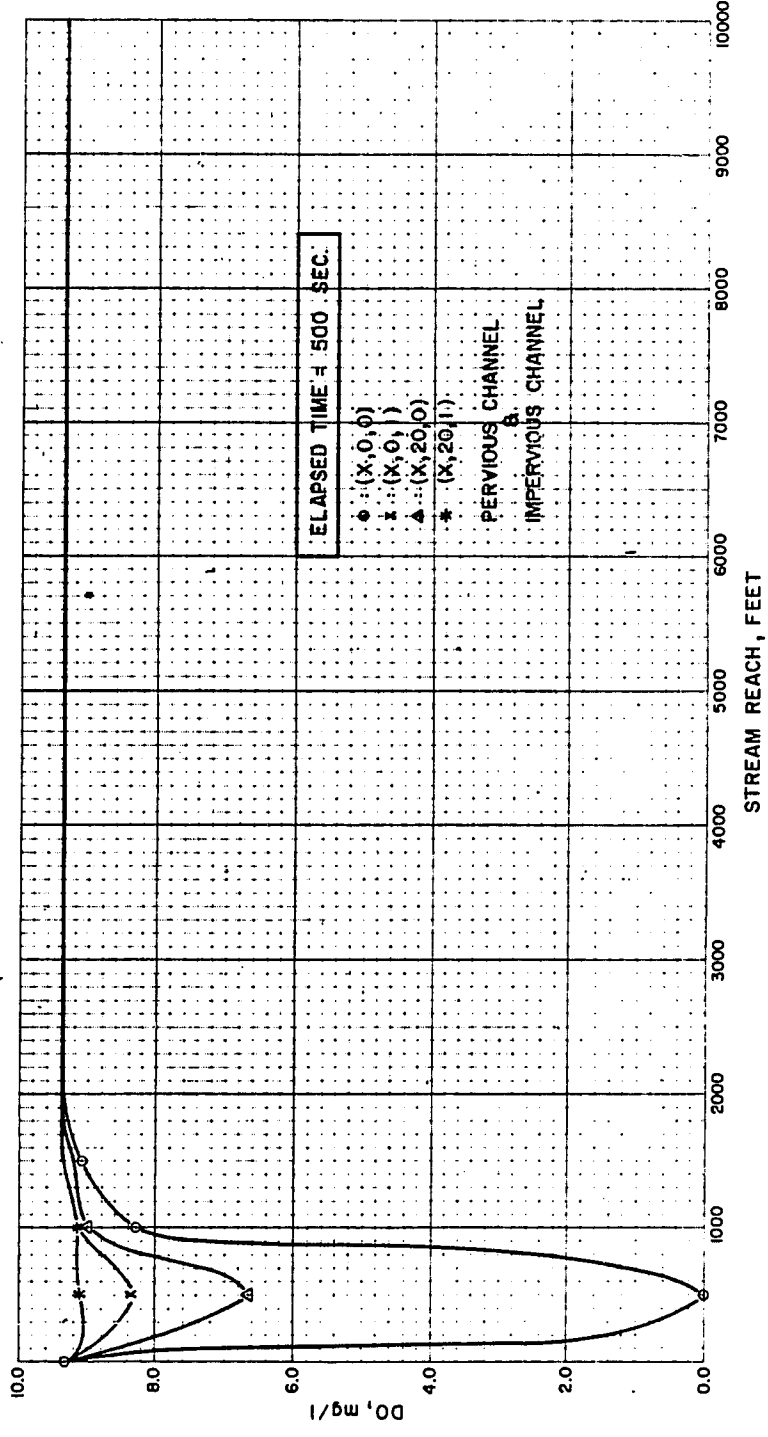 10.0
8.0
6.0
4.0
2.0
0.0
DO, mg/l
ELAPSED TIME = 500 SEC.
⊙ : (X,0,0)
x : (X,0,1)
△ : (X,20,0)
* : (X,20,1)
PERVIOUS CHANNEL
&
IMPERVIOUS CHANNEL
1000 2000 3000 4000 5000 6000 7000 8000 9000 10000
STREAM REACH, FEET